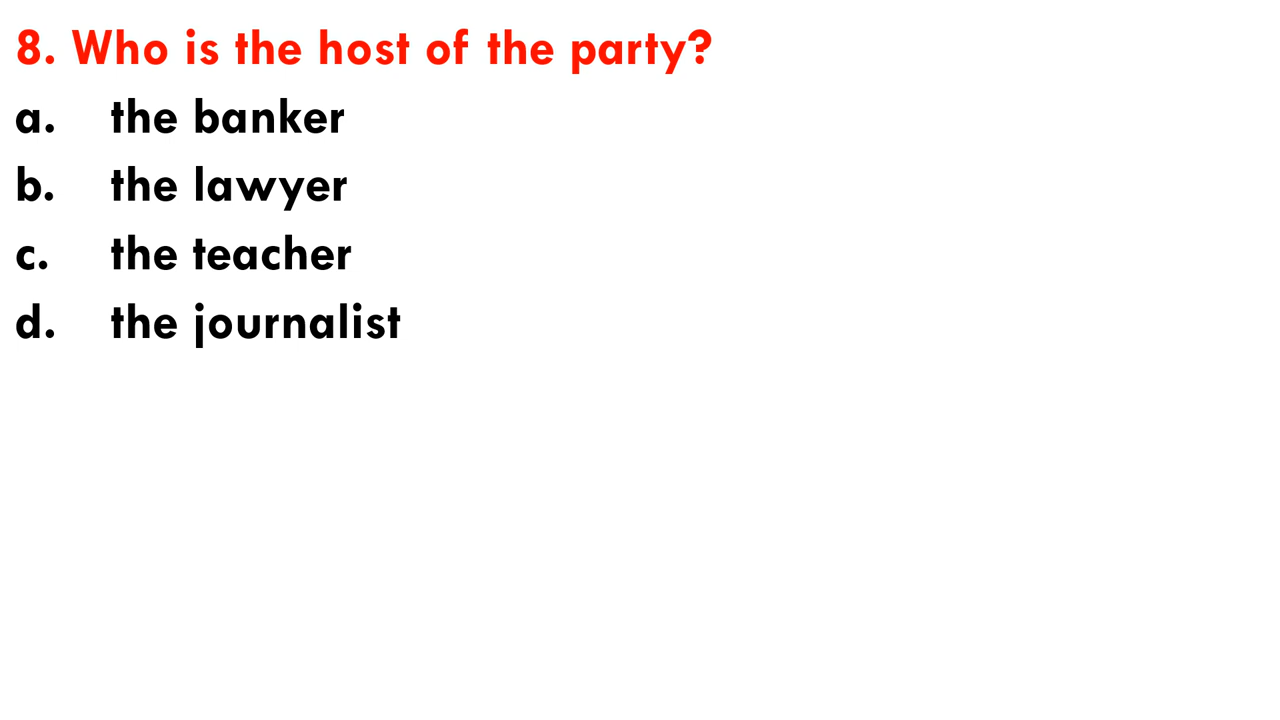 8. Who is the host of the party?
a. the banker
b. the lawyer
c. the teacher
d. the journalist